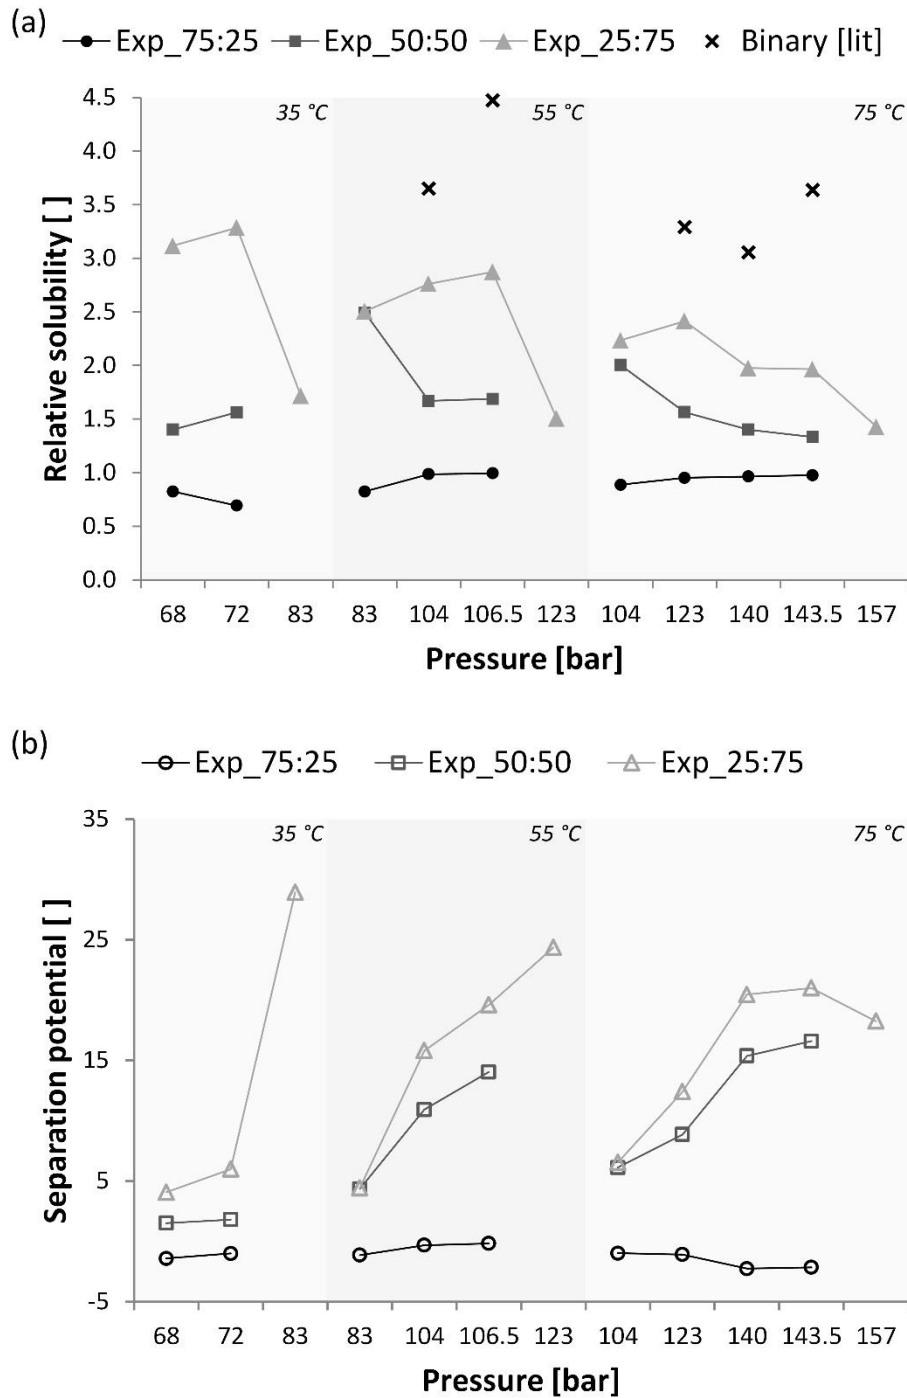 (a)
Exp_75:25 Exp_50:50 Exp_25:75 Binary [lit]
4.5
4.0
3.5
3.0
2.5
2.0
1.5
1.0
0.5
0.0
Relative solubility [ ]
35 °C 55 °C 75 °C
68 72 83 83 104 106.5 123 104 123 140 143.5 157
Pressure [bar]
(b)
Exp_75:25 Exp_50:50 Exp_25:75
35
25
15
5
-5
Separation potential [ ]
35 °C 55 °C 75 °C
68 72 83 83 104 106.5 123 104 123 140 143.5 157
Pressure [bar]